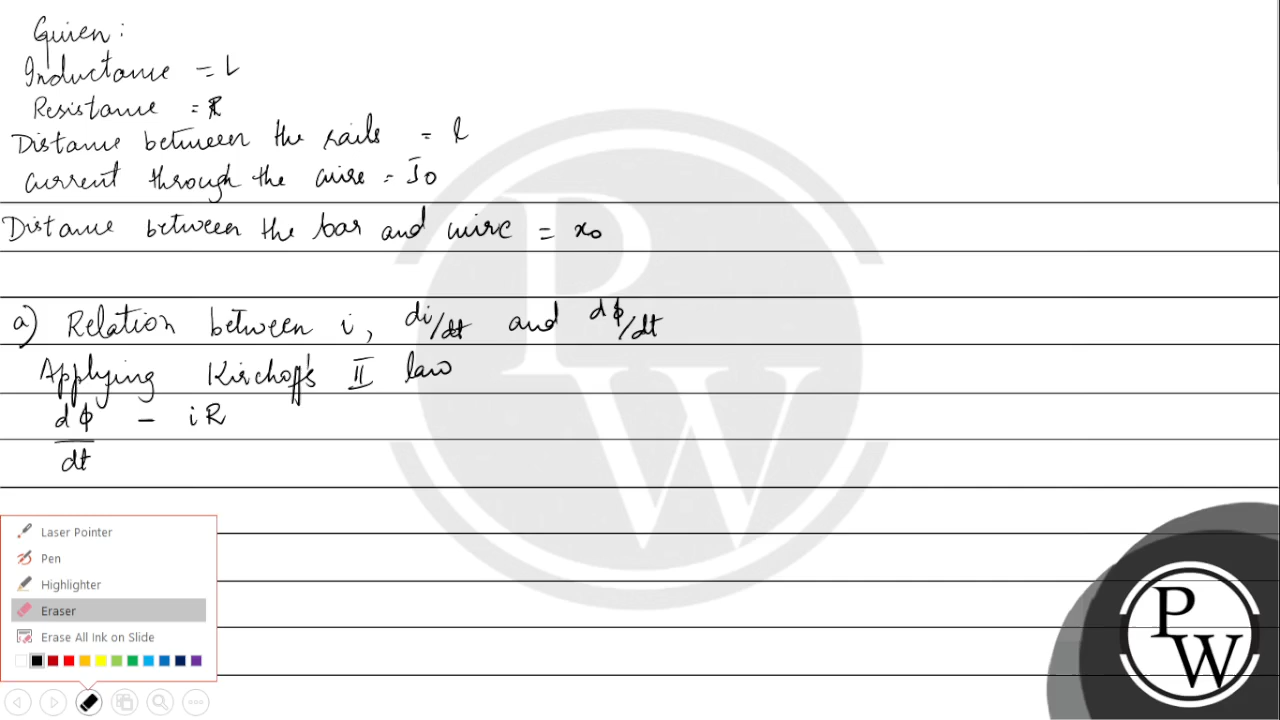 Given:
Inductance = L
Resistance = R
Distance between the rails = l
Current through the wire = I0
Distance between the bar and wire = x0
a) Relation between i, di/dt and dϕ/dt
Applying Kirchoff's II law
dϕ/dt - iR
Laser Pointer
Pen
Highlighter
Eraser
Erase All Ink on Slide
P
W
P
W